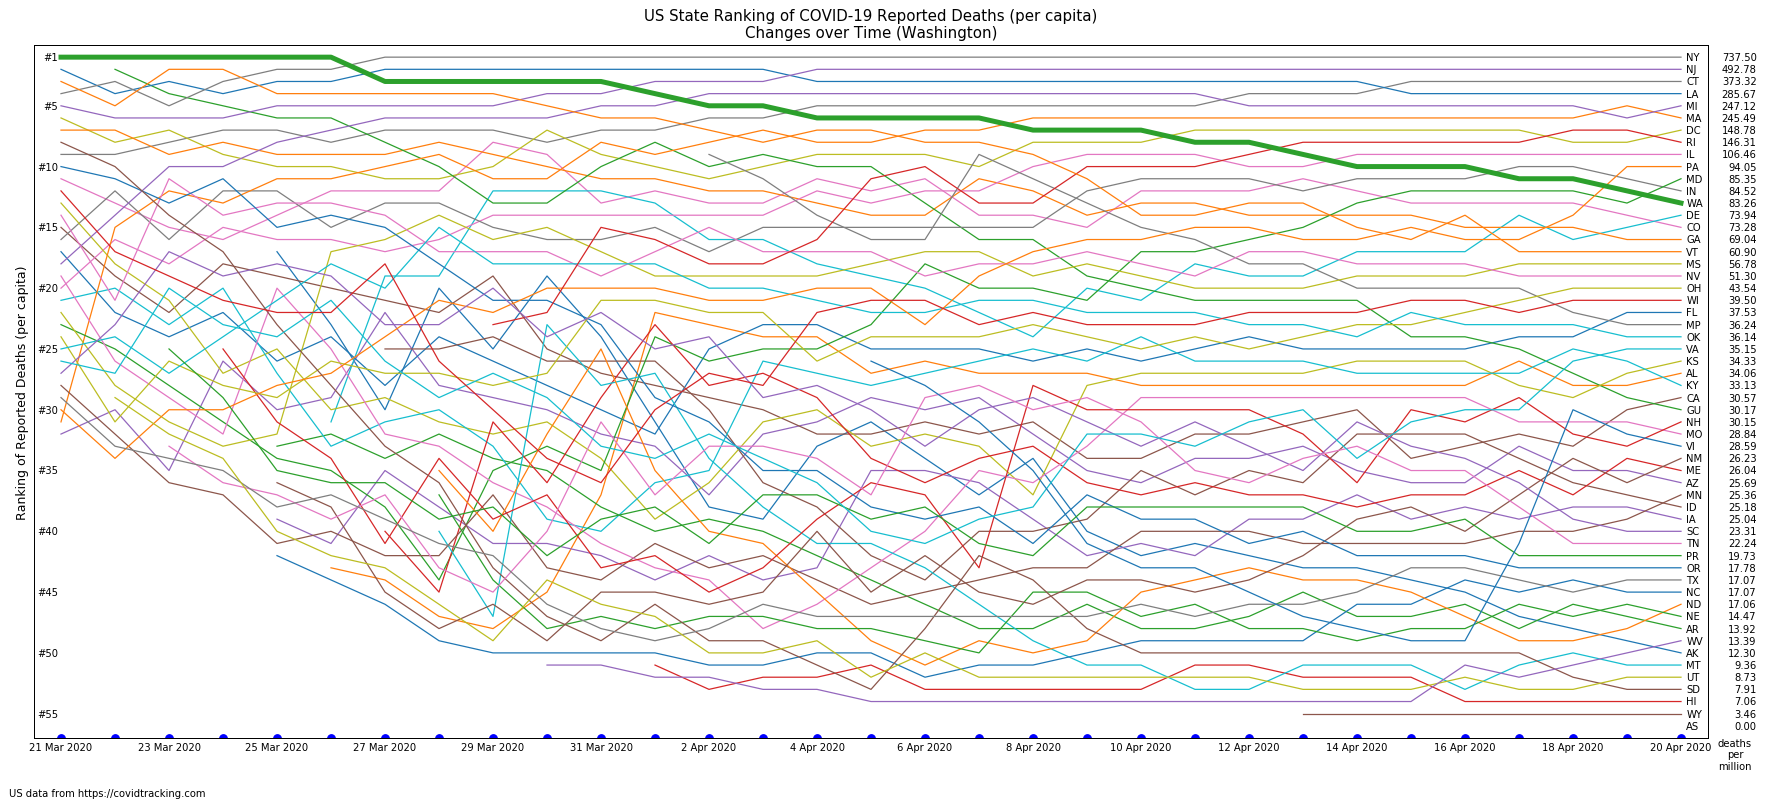 US State Ranking of COVID-19 Reported Deaths (per capita)
Changes over Time (Washington)
Ranking of Reported Deaths (per capita)
#1
#5
#10
#15
#20
#25
#30
#35
#40
#45
#50
#55
NY 737.50
NJ 492.78
CT 373.32
LA 285.67
MI 247.12
MA 245.49
DC 148.78
RI 146.31
IL 106.46
PA 94.05
MD 85.35
IN 84.52
WA 83.26
DE 73.94
CO 73.28
GA 69.04
VT 60.90
MS 56.78
NV 51.30
OH 43.54
WI 39.50
FL 37.53
MP 36.24
OK 36.14
VA 35.15
KS 34.33
AL 34.06
KY 33.13
CA 30.57
GU 30.17
NH 30.15
MO 28.84
VI 28.59
NM 26.23
ME 26.04
AZ 25.69
MN 25.36
ID 25.18
IA 25.04
SC 23.31
TN 22.24
PR 19.73
OR 17.78
TX 17.07
NC 17.07
ND 17.06
NE 14.47
AR 13.92
WV 13.39
AK 12.30
MT 9.36
UT 8.73
SD 7.91
HI 7.06
WY 3.46
AS 0.00
21 Mar 2020 23 Mar 2020 25 Mar 2020 27 Mar 2020 29 Mar 2020 31 Mar 2020 2 Apr 2020 4 Apr 2020 6 Apr 2020 8 Apr 2020 10 Apr 2020 12 Apr 2020 14 Apr 2020 16 Apr 2020 18 Apr 2020 20 Apr 2020
deaths
per
million
US data from https://covidtracking.com